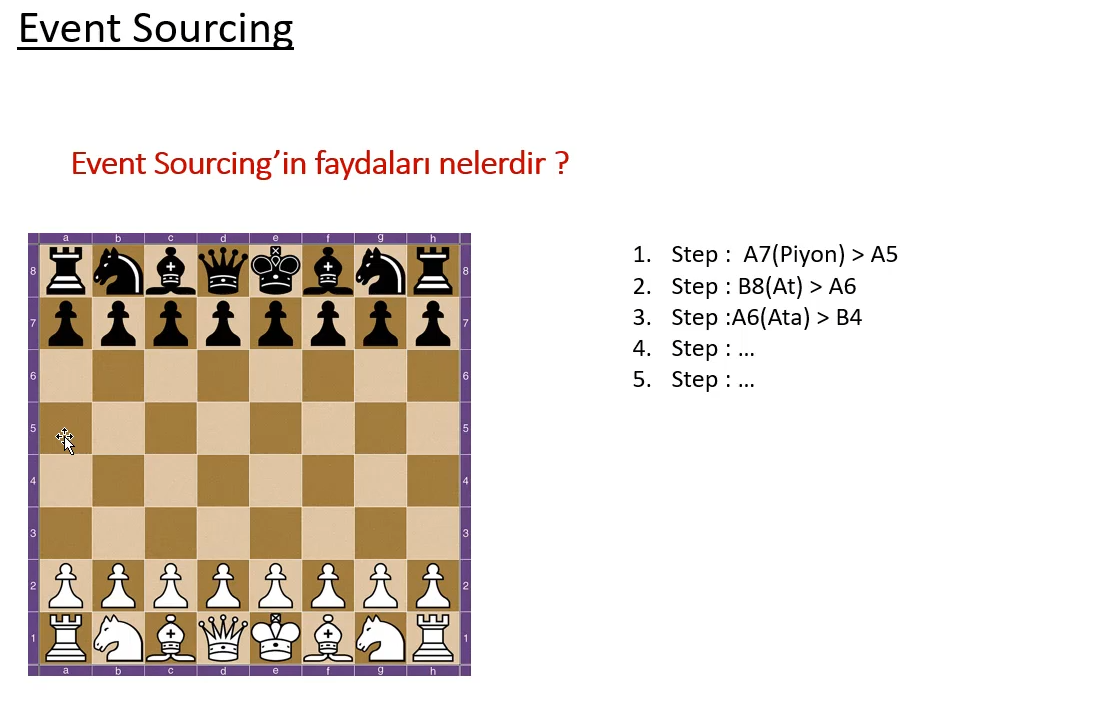 Event Sourcing
Event Sourcing’in faydaları nelerdir ?
a b c d e f g h
8 8
7 7
6 6
5 5
4 4
3 3
2 2
1 1
a b c d e f g h
1. Step : A7(Piyon) > A5
2. Step : B8(At) > A6
3. Step :A6(Ata) > B4
4. Step : ...
5. Step : ...